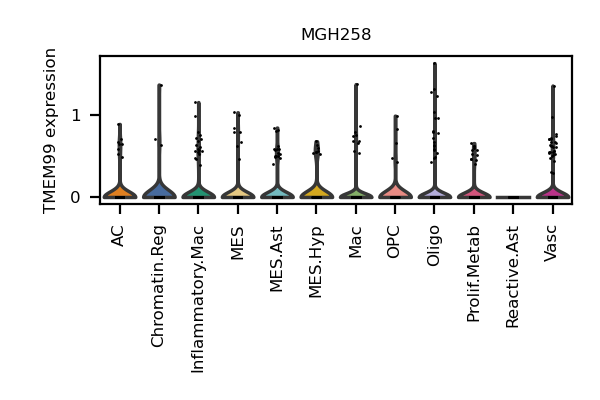 MGH258
TMEM99 expression
1
0
AC
Chromatin.Reg
Inflammatory.Mac
MES
MES.Ast
MES.Hyp
Mac
OPC
Oligo
Prolif.Metab
Reactive.Ast
Vasc